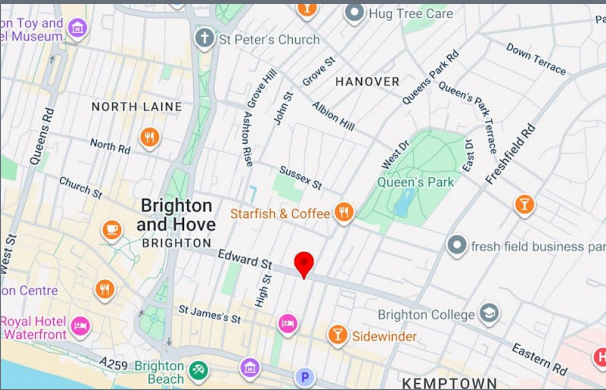 on Toy and
el Museum
Hug Tree Care
St Peter's Church
Grove St
Grove Hill
HANOVER
Queens Park Rd
Down Terrace
Pa
NORTH LAINE
John St
Albion Hill
Queen's Park Terrace
Queens Rd
Ashton Rise
North Rd
West Dr
East Dr
Freshfield Rd
Sussex St
Queen's Park
Church St
Brighton
and Hove
BRIGHTON
Starfish & Coffee
West St
Edward St
fresh field business par
on Centre
High St
St James's St
Royal Hotel
Waterfront
Brighton College
Sidewinder
Eastern Rd
A259
Brighton
Beach
P
KEMPTOWN
H